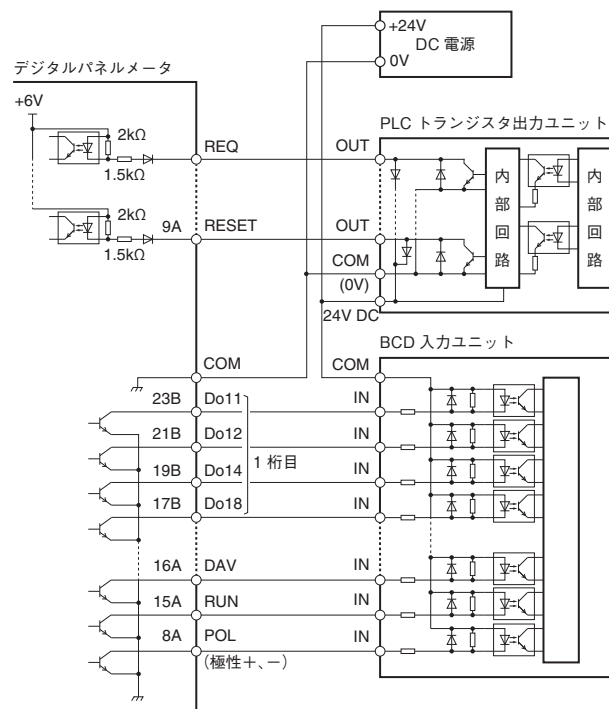 +24V
DC 電源
0V
デジタルパネルメータ
+6V
PLC トランジスタ出力ユニット
2kΩ
REQ
OUT
1.5kΩ
内部回路
内部回路
2kΩ
9A
RESET
OUT
1.5kΩ
COM
(0V)
24V DC
BCD 入力ユニット
COM
COM
23B
Do11
IN
21B
Do12
IN
1 桁目
19B
Do14
IN
17B
Do18
IN
16A
DAV
IN
15A
RUN
IN
8A
POL
IN
(極性＋、－)